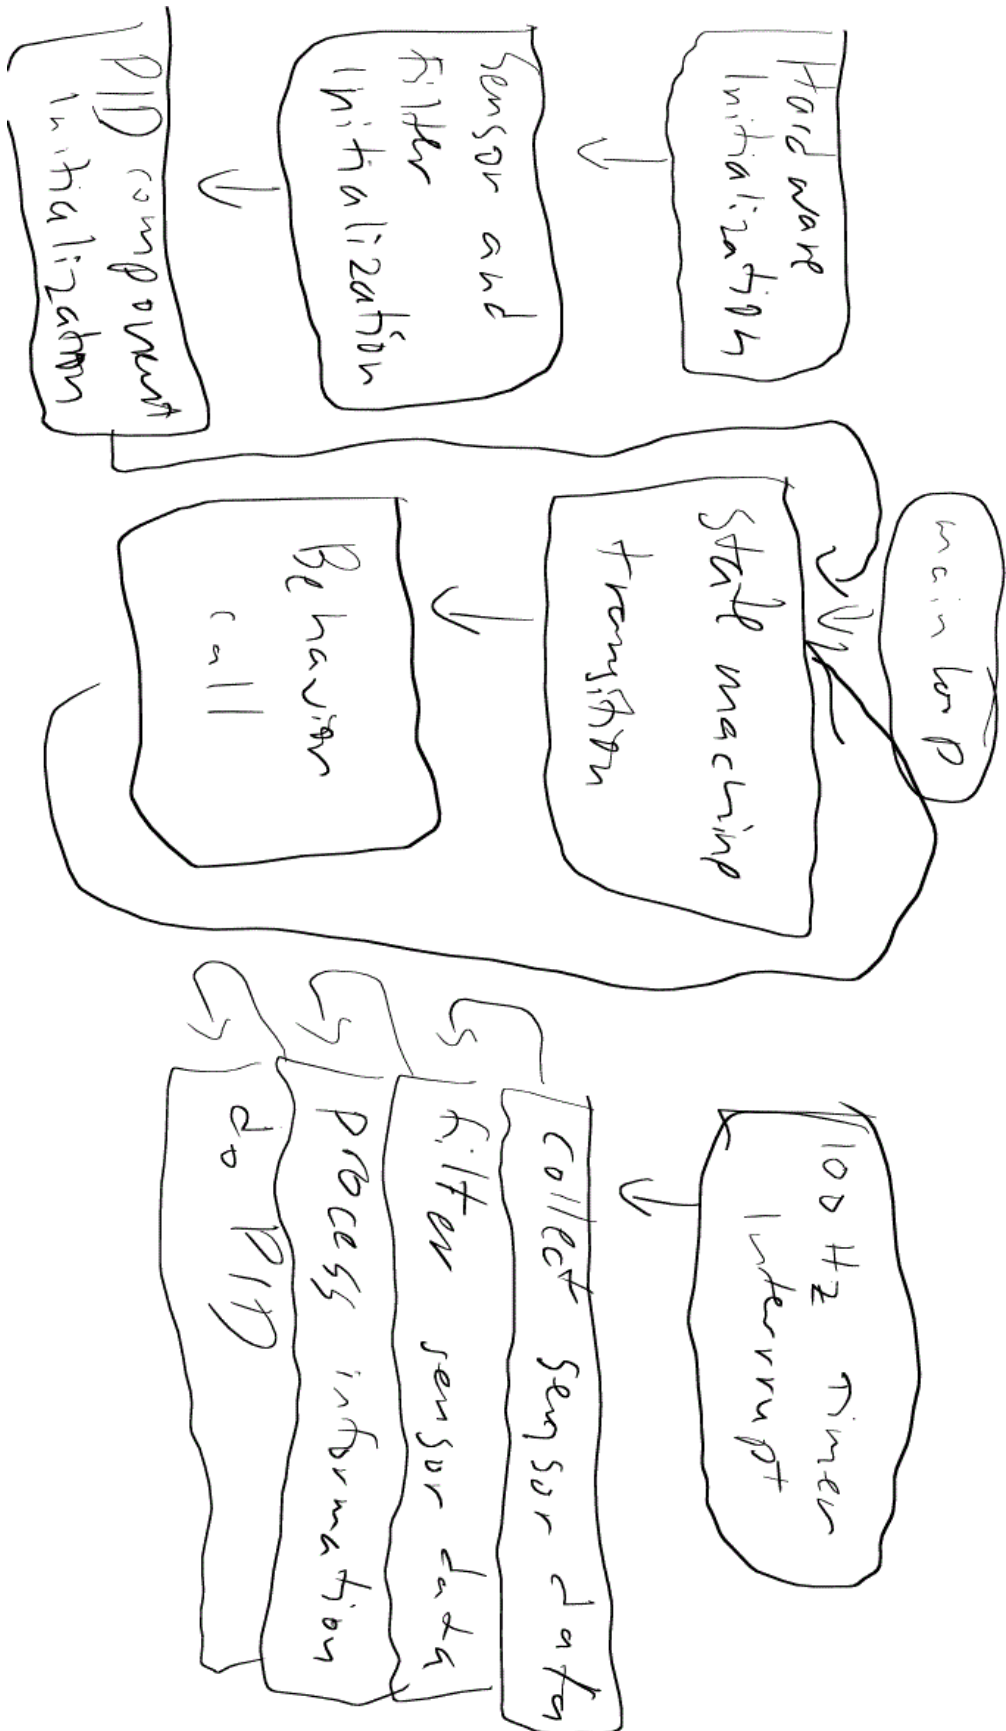 Hardware
Initialization
Sensor and
Filter
initialization
PID component
initialization
main loop
State machine
transition
Behavior
call
100 Hz Timer
Interrupt
collect sensor data
filter sensor data
process information
do PID